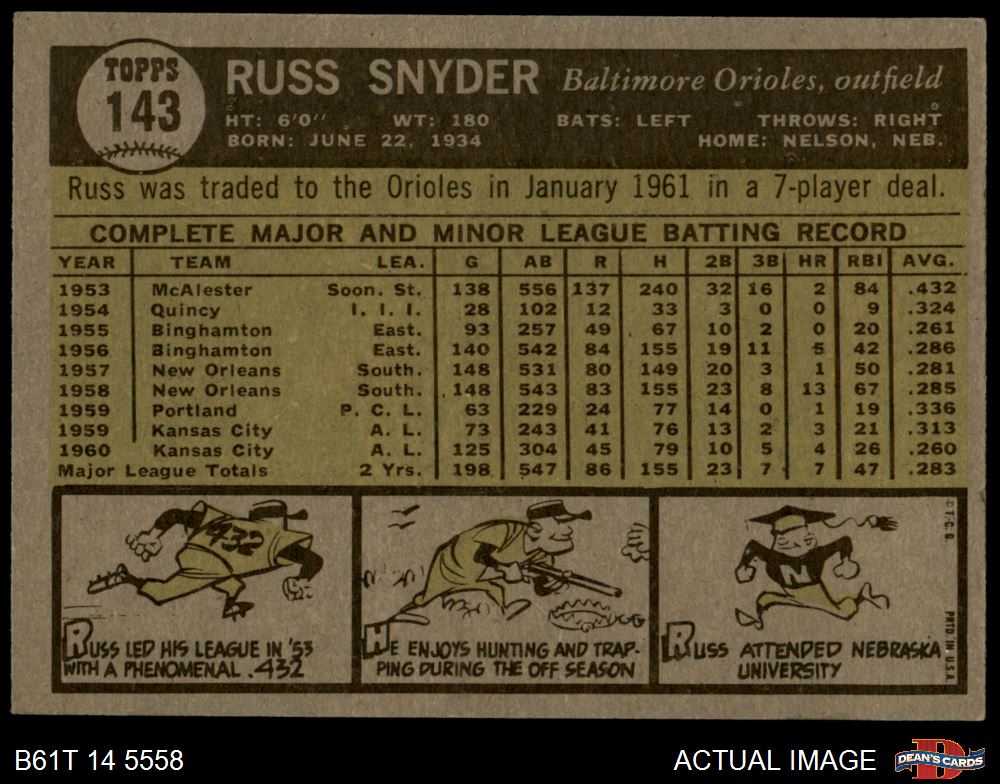 TOPPS
143
RUSS SNYDER Baltimore Orioles, outfield
HT: 6'0" WT: 180 BATS: LEFT THROWS: RIGHT
BORN: JUNE 22, 1934 HOME: NELSON, NEB.
Russ was traded to the Orioles in January 1961 in a 7-player deal.
COMPLETE MAJOR AND MINOR LEAGUE BATTING RECORD
YEAR TEAM LEA. G AB R H 2B 3B HR RBI AVG.
1953 McAlester Soon. St. 138 556 137 240 32 16 2 84 .432
1954 Quincy I. I. I. 28 102 12 33 3 0 0 9 .324
1955 Binghamton East. 93 257 49 67 10 2 0 20 .261
1956 Binghamton East. 140 542 84 155 19 11 5 42 .286
1957 New Orleans South. 148 531 80 149 20 3 1 50 .281
1958 New Orleans South. 148 543 83 155 23 8 13 67 .285
1959 Portland P. C. L. 63 229 24 77 14 0 1 19 .336
1959 Kansas City A. L. 73 243 41 76 13 2 3 21 .313
1960 Kansas City A. L. 125 304 45 79 10 5 4 26 .260
Major League Totals 2 Yrs. 198 547 86 155 23 7 7 47 .283
432
RUSS LED HIS LEAGUE IN '53
WITH A PHENOMENAL .432
HE ENJOYS HUNTING AND TRAP-
PING DURING THE OFF SEASON
N
RUSS ATTENDED NEBRASKA
UNIVERSITY
© T. C. G.
PRTD. IN U.S.A.
B61T 14 5558
ACTUAL IMAGE
DEAN'S CARDS